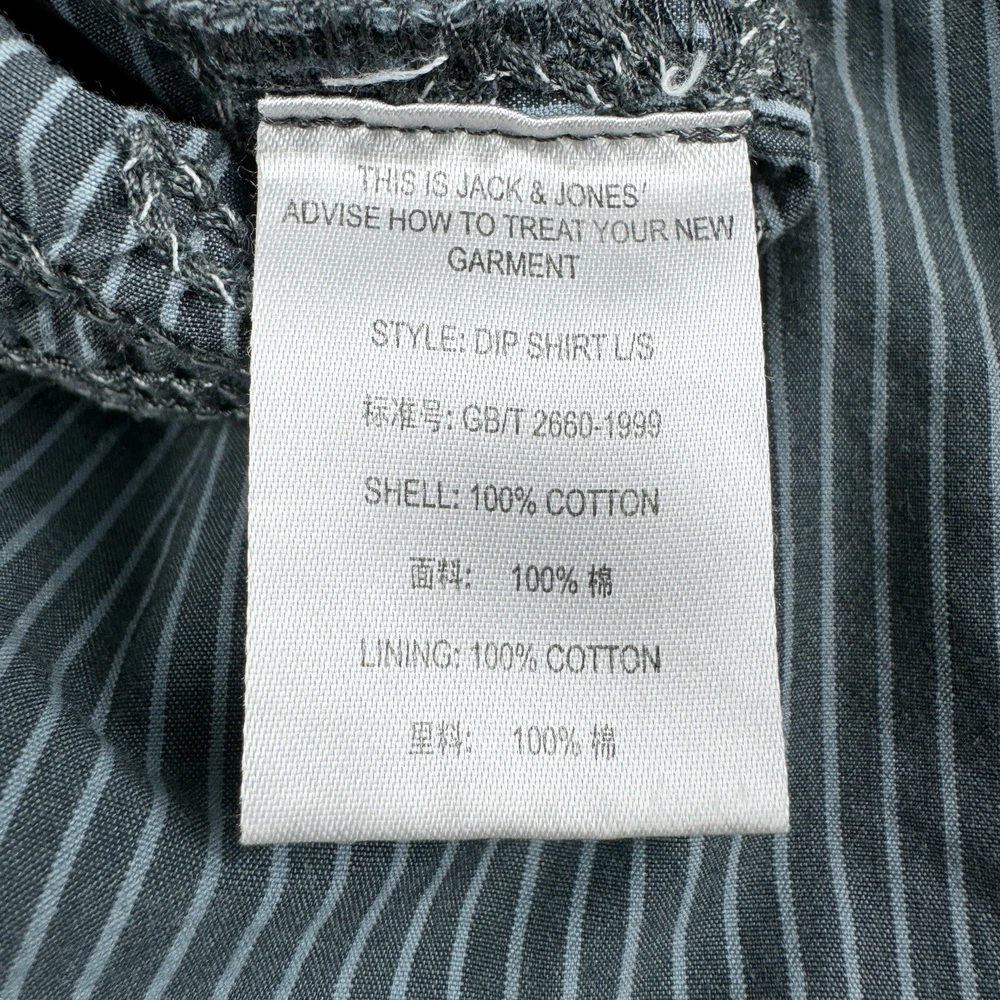 THIS IS JACK & JONES'
ADVISE HOW TO TREAT YOUR NEW
GARMENT
STYLE: DIP SHIRT L/S
标准号: GB/T 2660-1999
SHELL: 100% COTTON
面料: 100% 棉
LINING: 100% COTTON
里料: 100% 棉